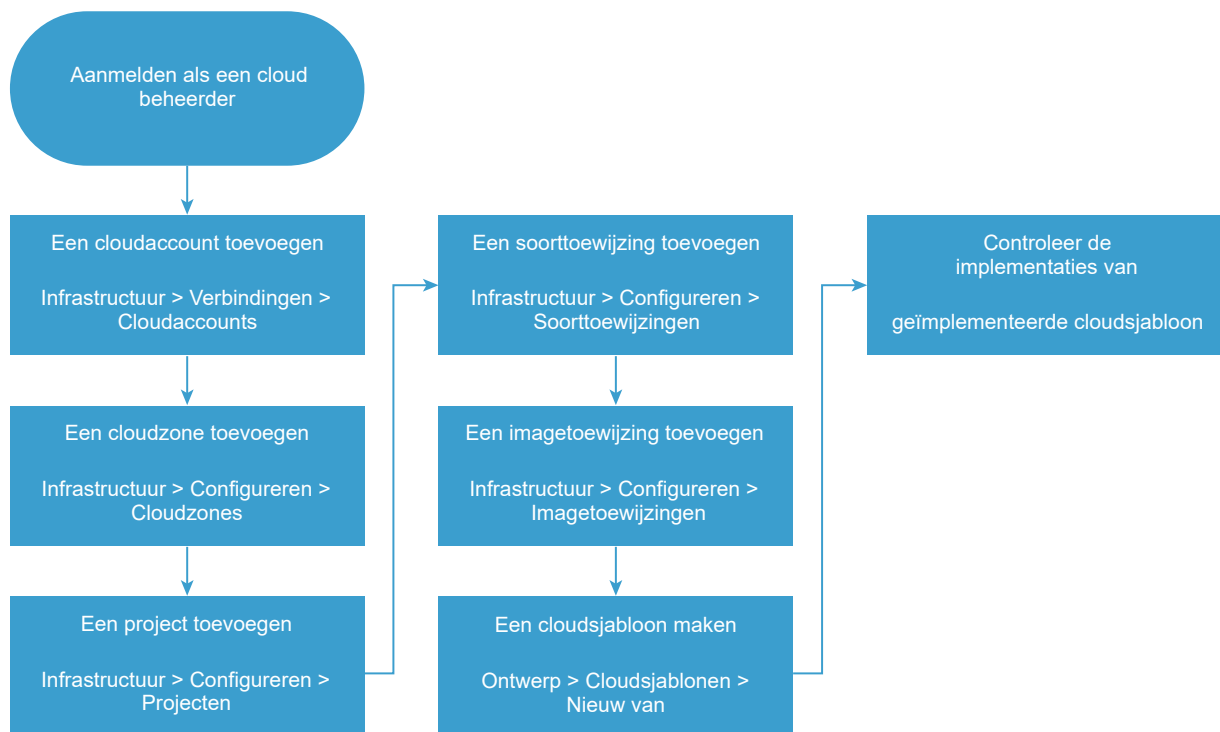 Aanmelden als een cloud
beheerder
Een cloudaccount toevoegen
Infrastructuur > Verbindingen >
Cloudaccounts
Een cloudzone toevoegen
Infrastructuur > Configureren >
Cloudzones
Een project toevoegen
Infrastructuur > Configureren >
Projecten
Een soorttoewijzing toevoegen
Infrastructuur > Configureren >
Soorttoewijzingen
Een imagetoewijzing toevoegen
Infrastructuur > Configureren >
Imagetoewijzingen
Een cloudsjabloon maken
Ontwerp > Cloudsjablonen >
Nieuw van
Controleer de
implementaties van
geïmplementeerde cloudsjabloon